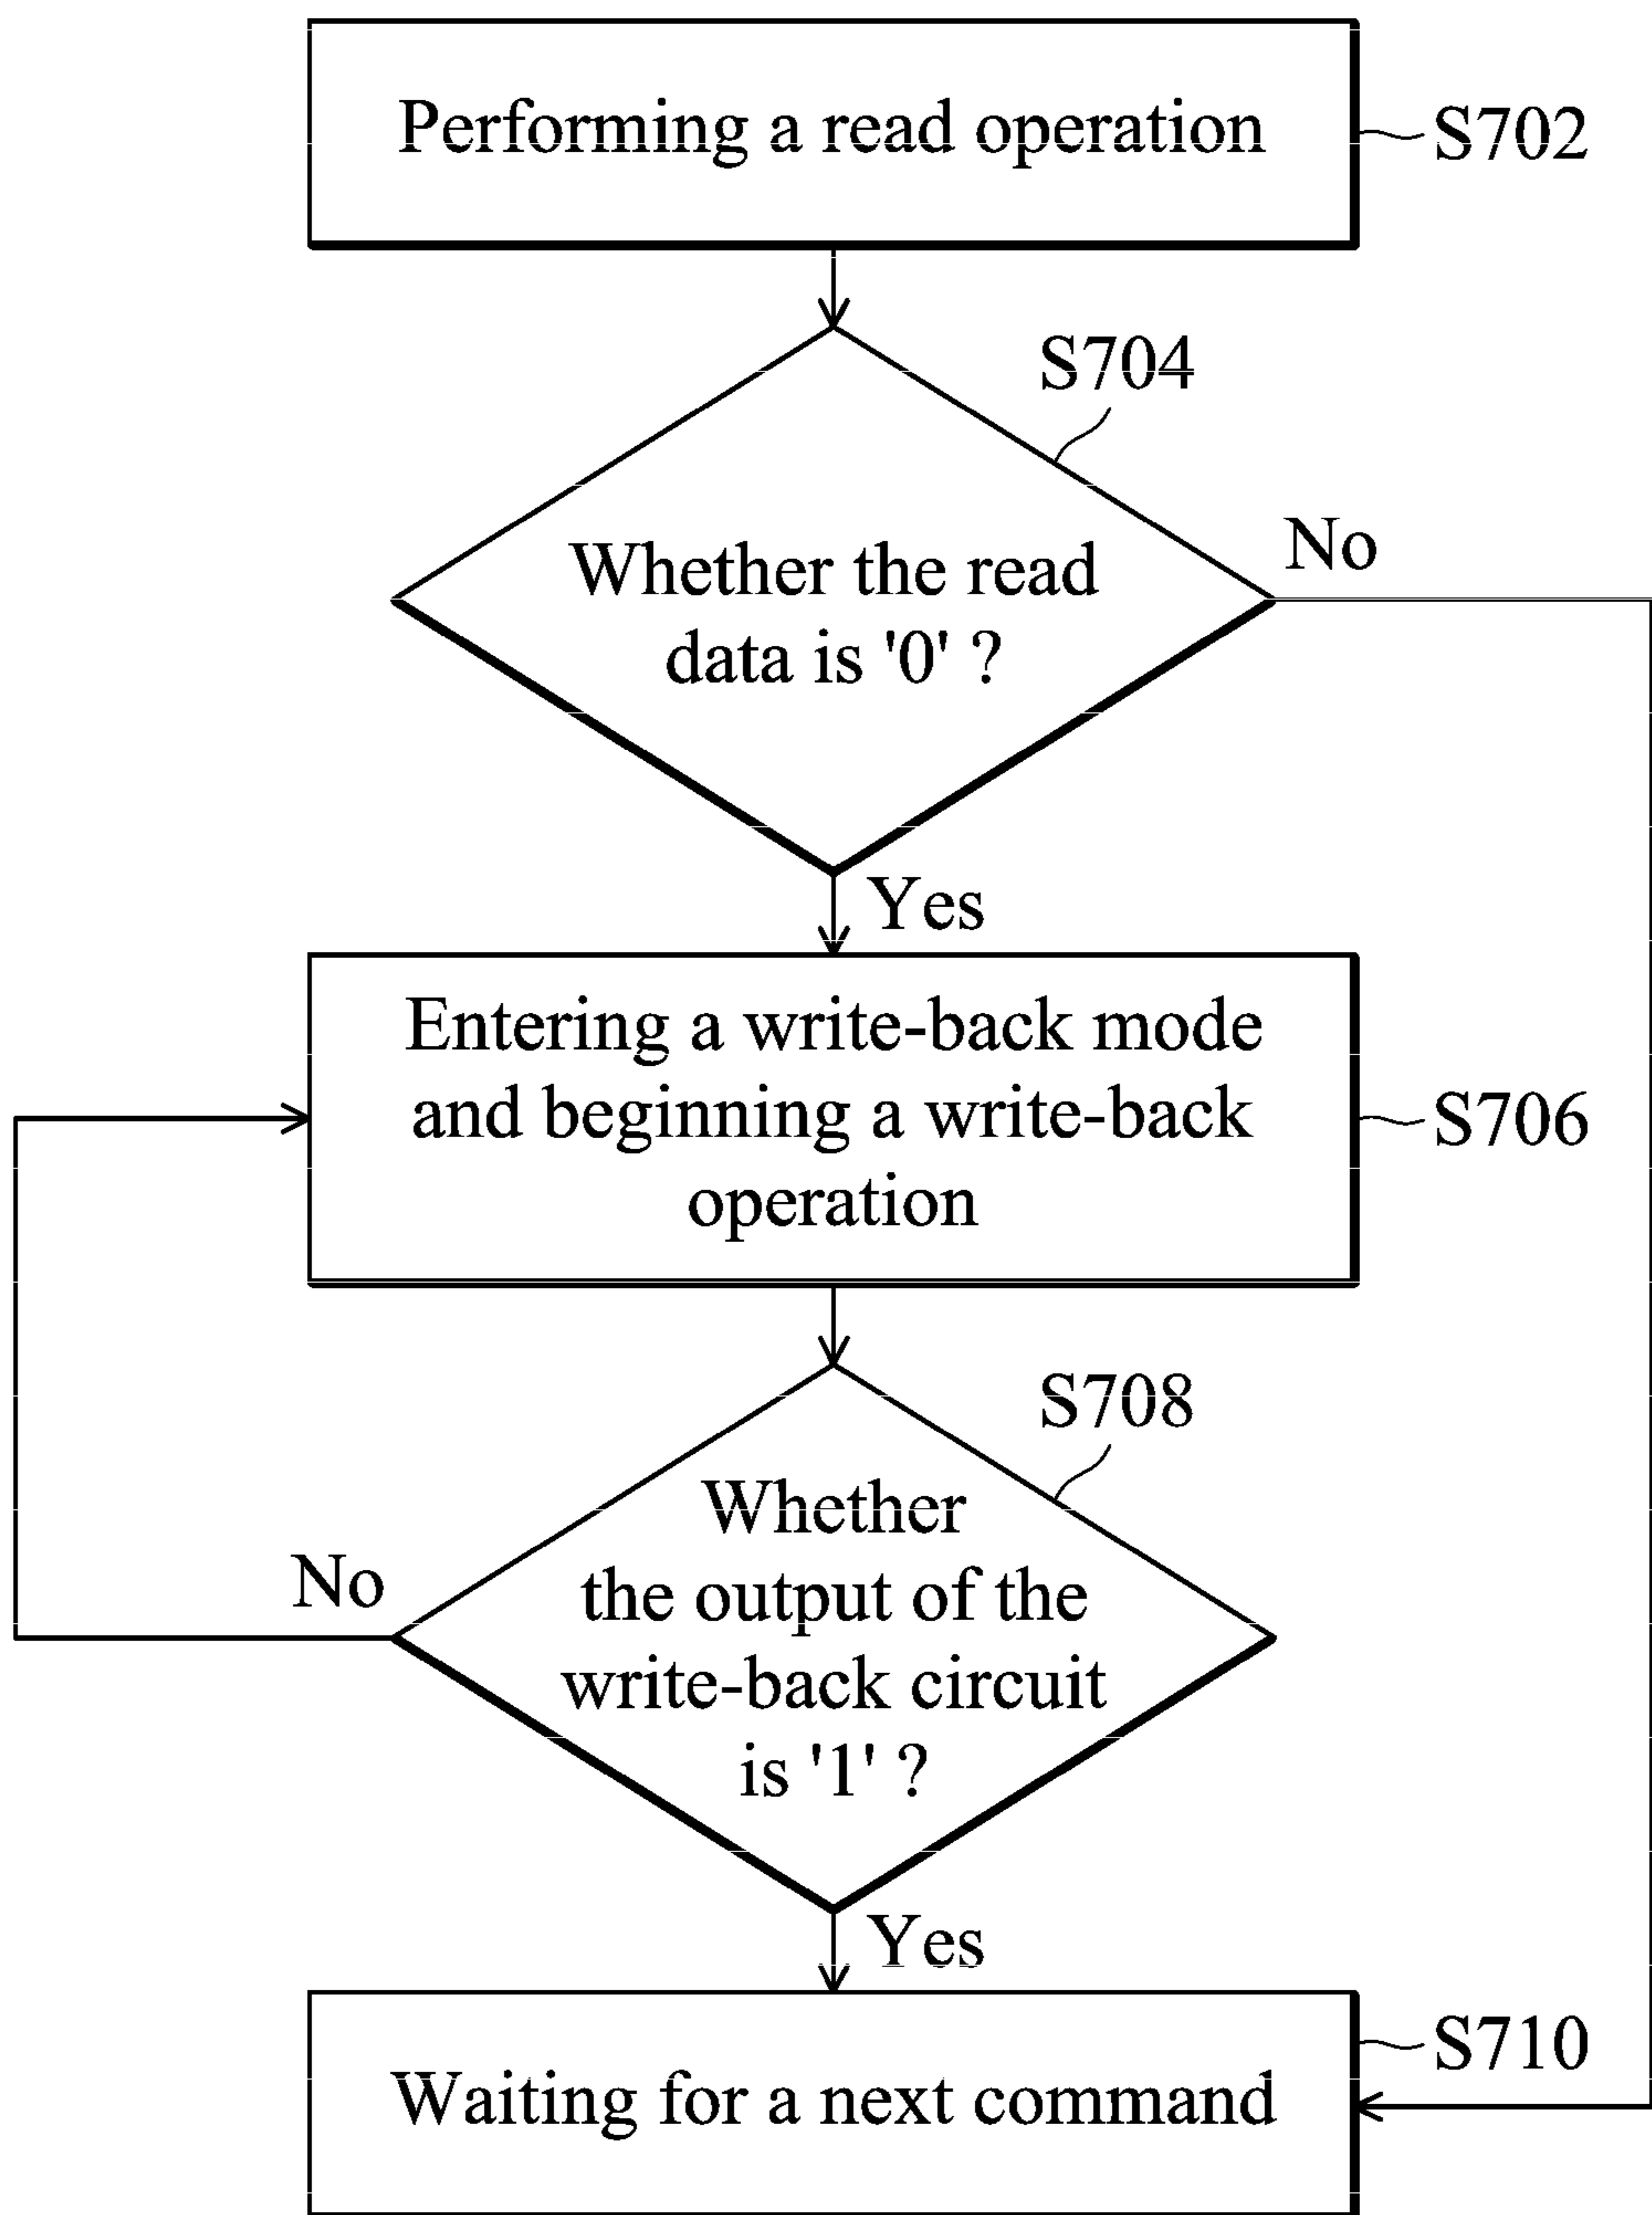 Performing a read operation
S702
S704
Whether the read
data is '0' ?
No
Yes
Entering a write-back mode
and beginning a write-back
operation
S706
S708
Whether
the output of the
write-back circuit
is '1' ?
No
Yes
S710
Waiting for a next command